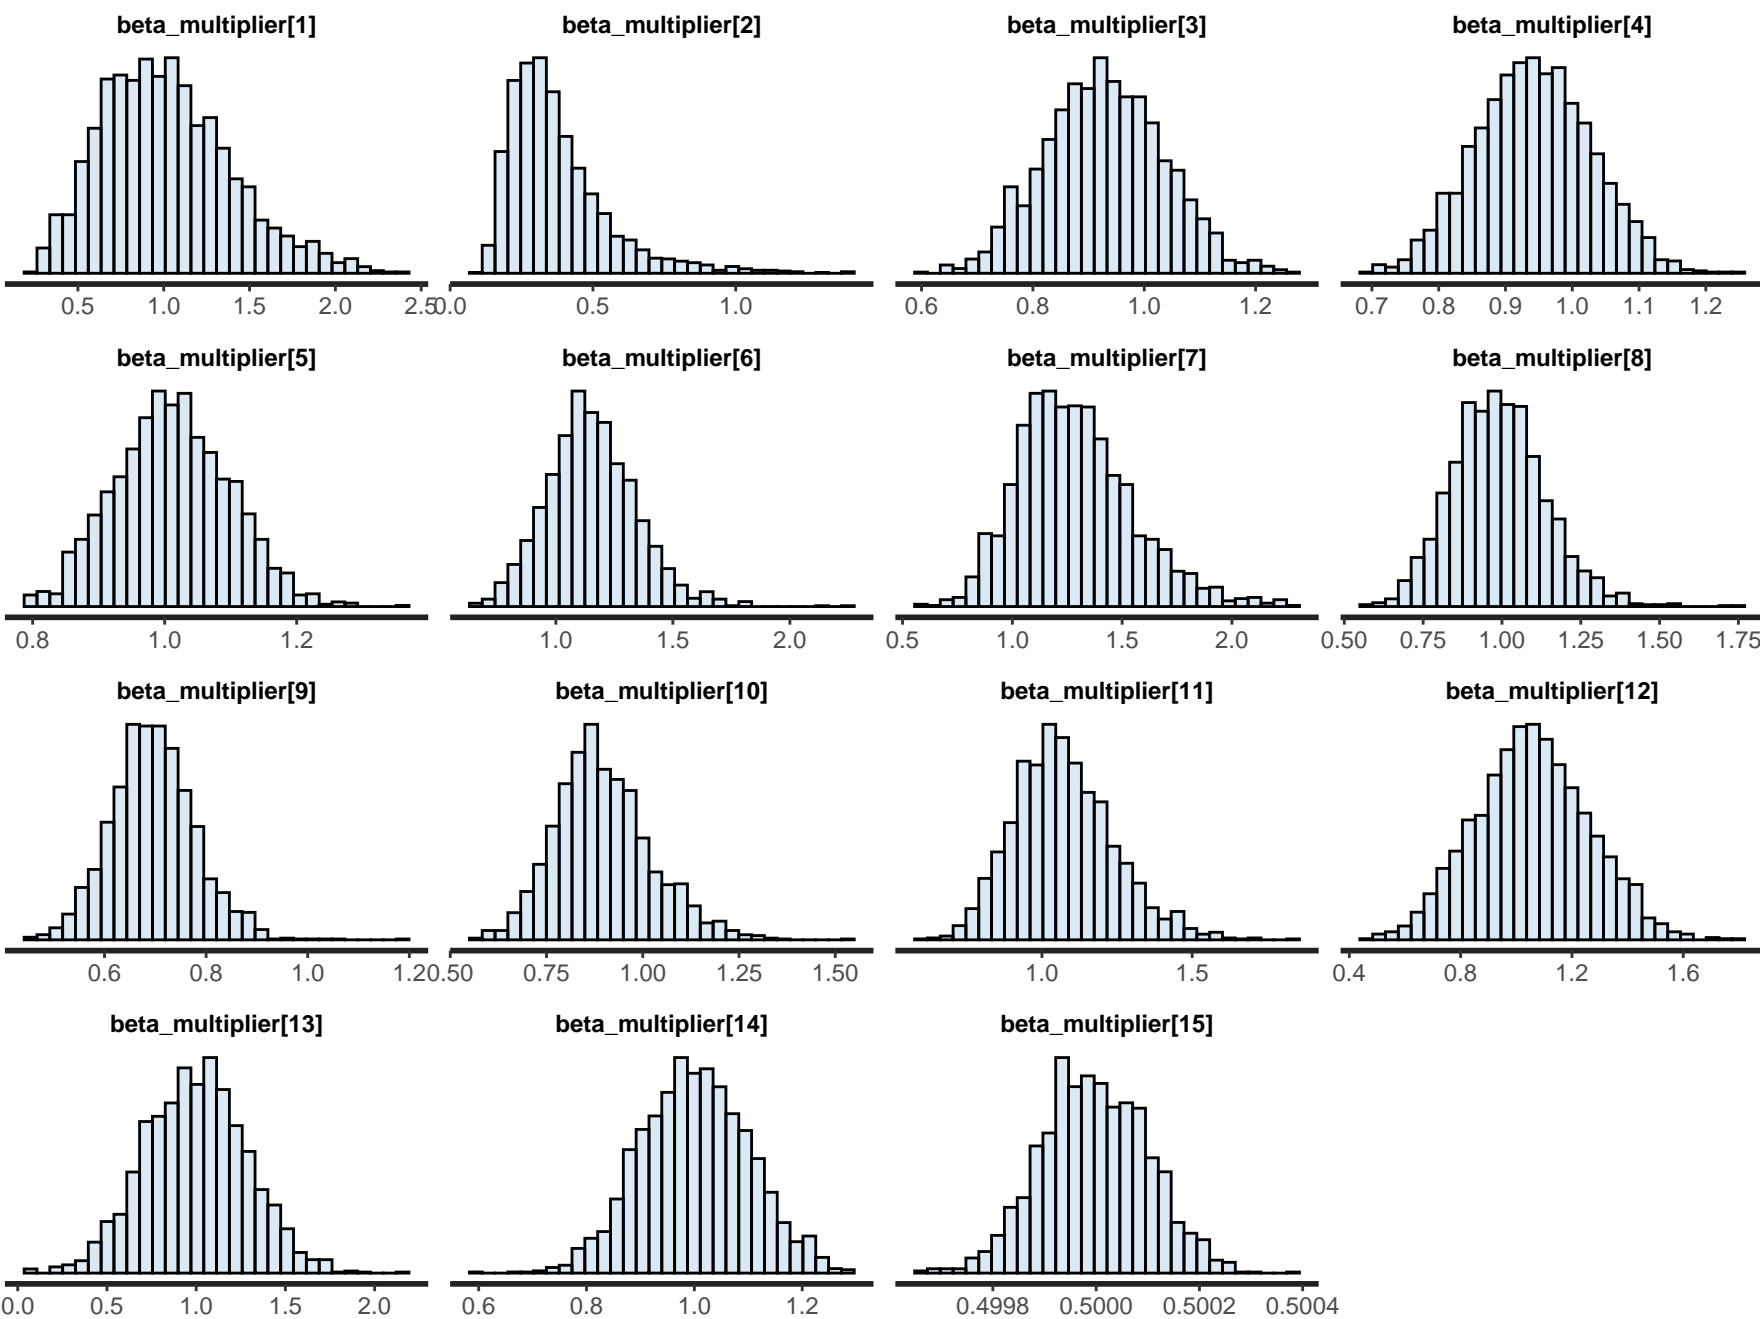 beta_multiplier[1] beta_multiplier[2] beta_multiplier[3] beta_multiplier[4]
0.5 1.0 1.5 2.0 2.5 0.0 0.5 1.0 0.6 0.8 1.0 1.2 0.7 0.8 0.9 1.0 1.1 1.2
beta_multiplier[5] beta_multiplier[6] beta_multiplier[7] beta_multiplier[8]
0.8 1.0 1.2 1.0 1.5 2.0 0.5 1.0 1.5 2.0 0.50 0.75 1.00 1.25 1.50 1.75
beta_multiplier[9] beta_multiplier[10] beta_multiplier[11] beta_multiplier[12]
0.6 0.8 1.0 1.20.50 0.75 1.00 1.25 1.50 1.0 1.5 0.4 0.8 1.2 1.6
beta_multiplier[13] beta_multiplier[14] beta_multiplier[15]
0.0 0.5 1.0 1.5 2.0 0.6 0.8 1.0 1.2 0.4998 0.5000 0.5002 0.5004